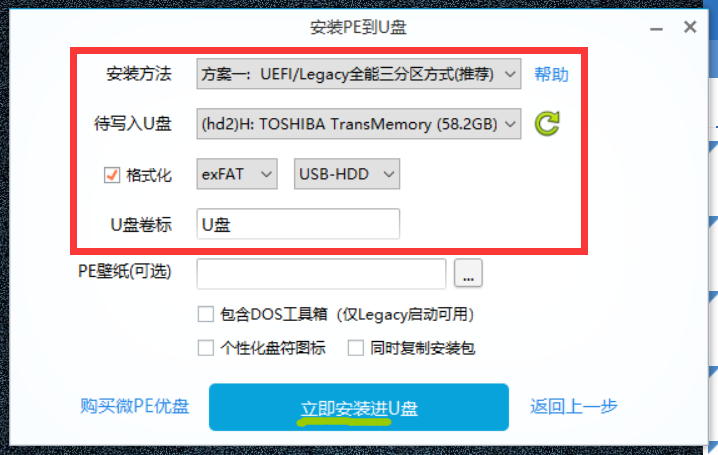 安装PE到U盘
安装方法 方案一：UEFI/Legacy全能三分区方式(推荐) 帮助
待写入U盘 (hd2)H: TOSHIBA TransMemory (58.2GB)
格式化 exFAT USB-HDD
U盘卷标 U盘
PE壁纸(可选) ...
包含DOS工具箱（仅Legacy启动可用）
个性化盘符图标 同时复制安装包
购买微PE优盘 立即安装进U盘 返回上一步